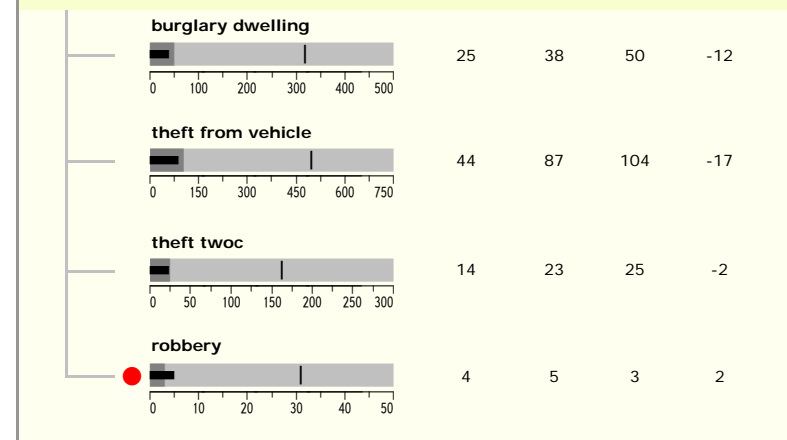 burglary dwelling
25 38 50 -12
0 100 200 300 400 500
theft from vehicle
44 87 104 -17
0 150 300 450 600 750
theft twoc
14 23 25 -2
0 50 100 150 200 250 300
robbery
4 5 3 2
0 10 20 30 40 50